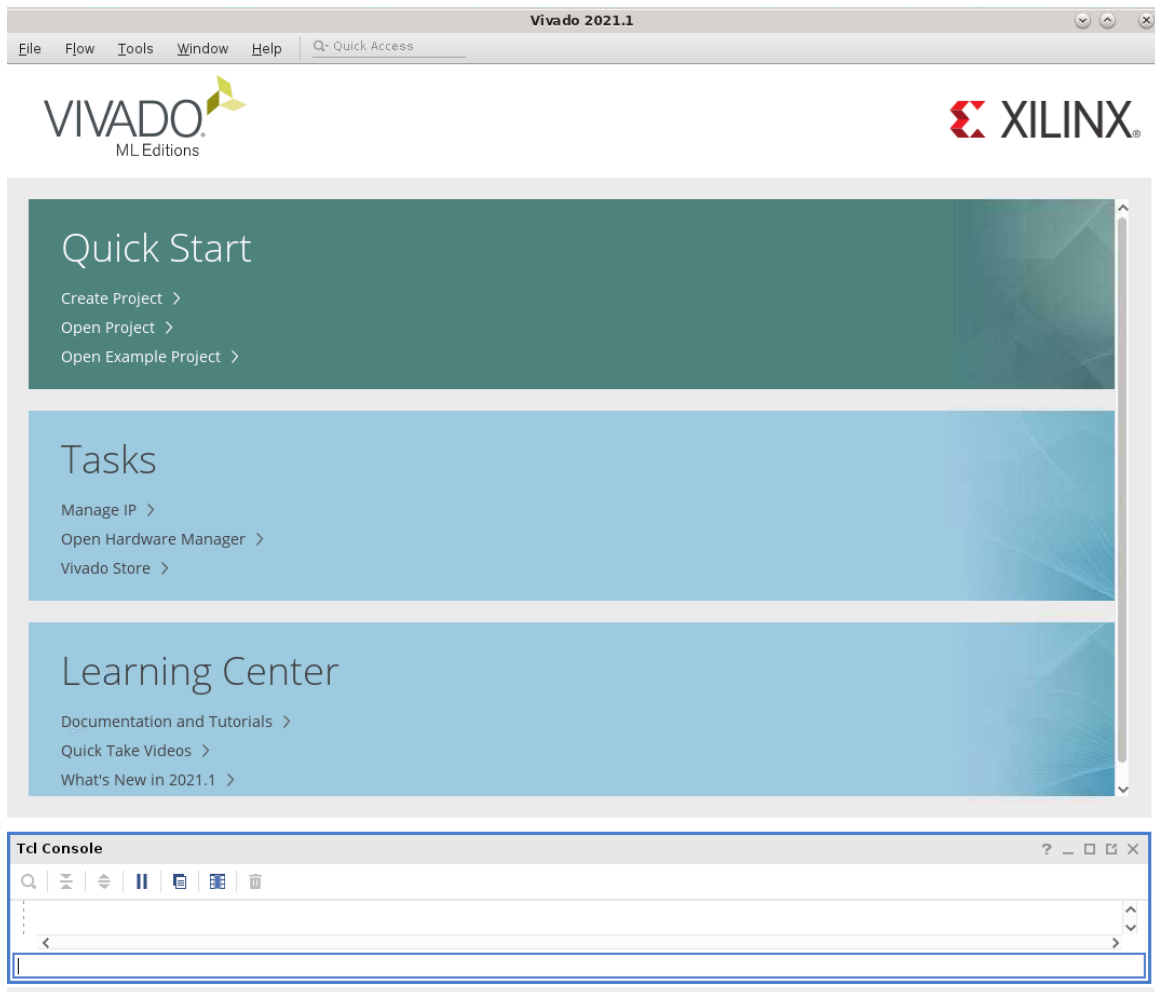 Vivado 2021.1
File Flow Tools Window Help Quick Access
VIVADO®
ML Editions
XILINX®
Quick Start
Create Project
Open Project
Open Example Project
Tasks
Manage IP
Open Hardware Manager
Vivado Store
Learning Center
Documentation and Tutorials
Quick Take Videos
What's New in 2021.1
Tcl Console